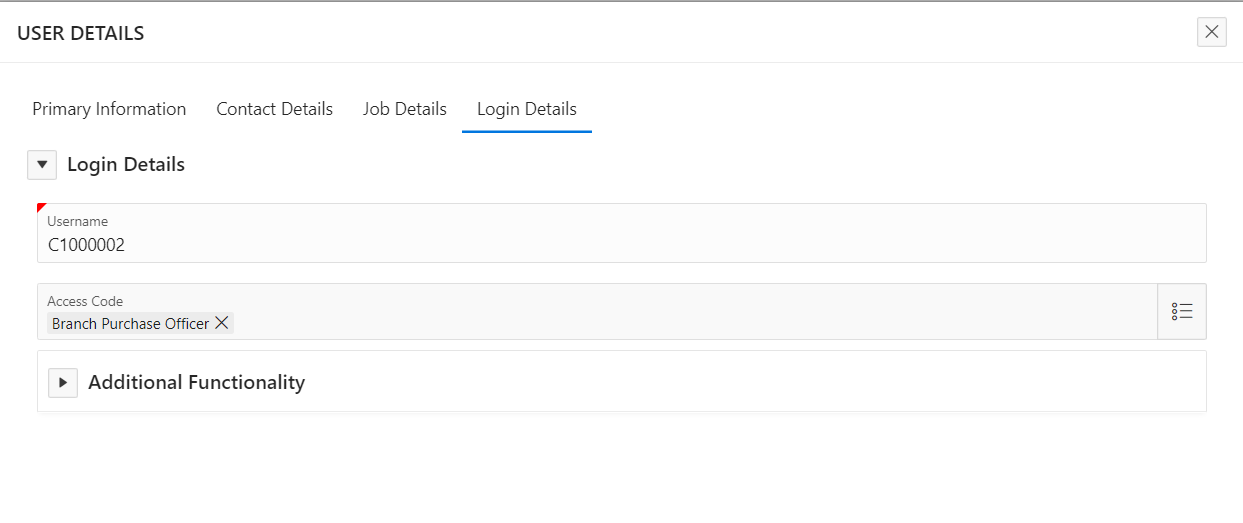 USER DETAILS
Primary Information Contact Details Job Details Login Details
Login Details
Username
C1000002
Access Code
Branch Purchase Officer
Additional Functionality